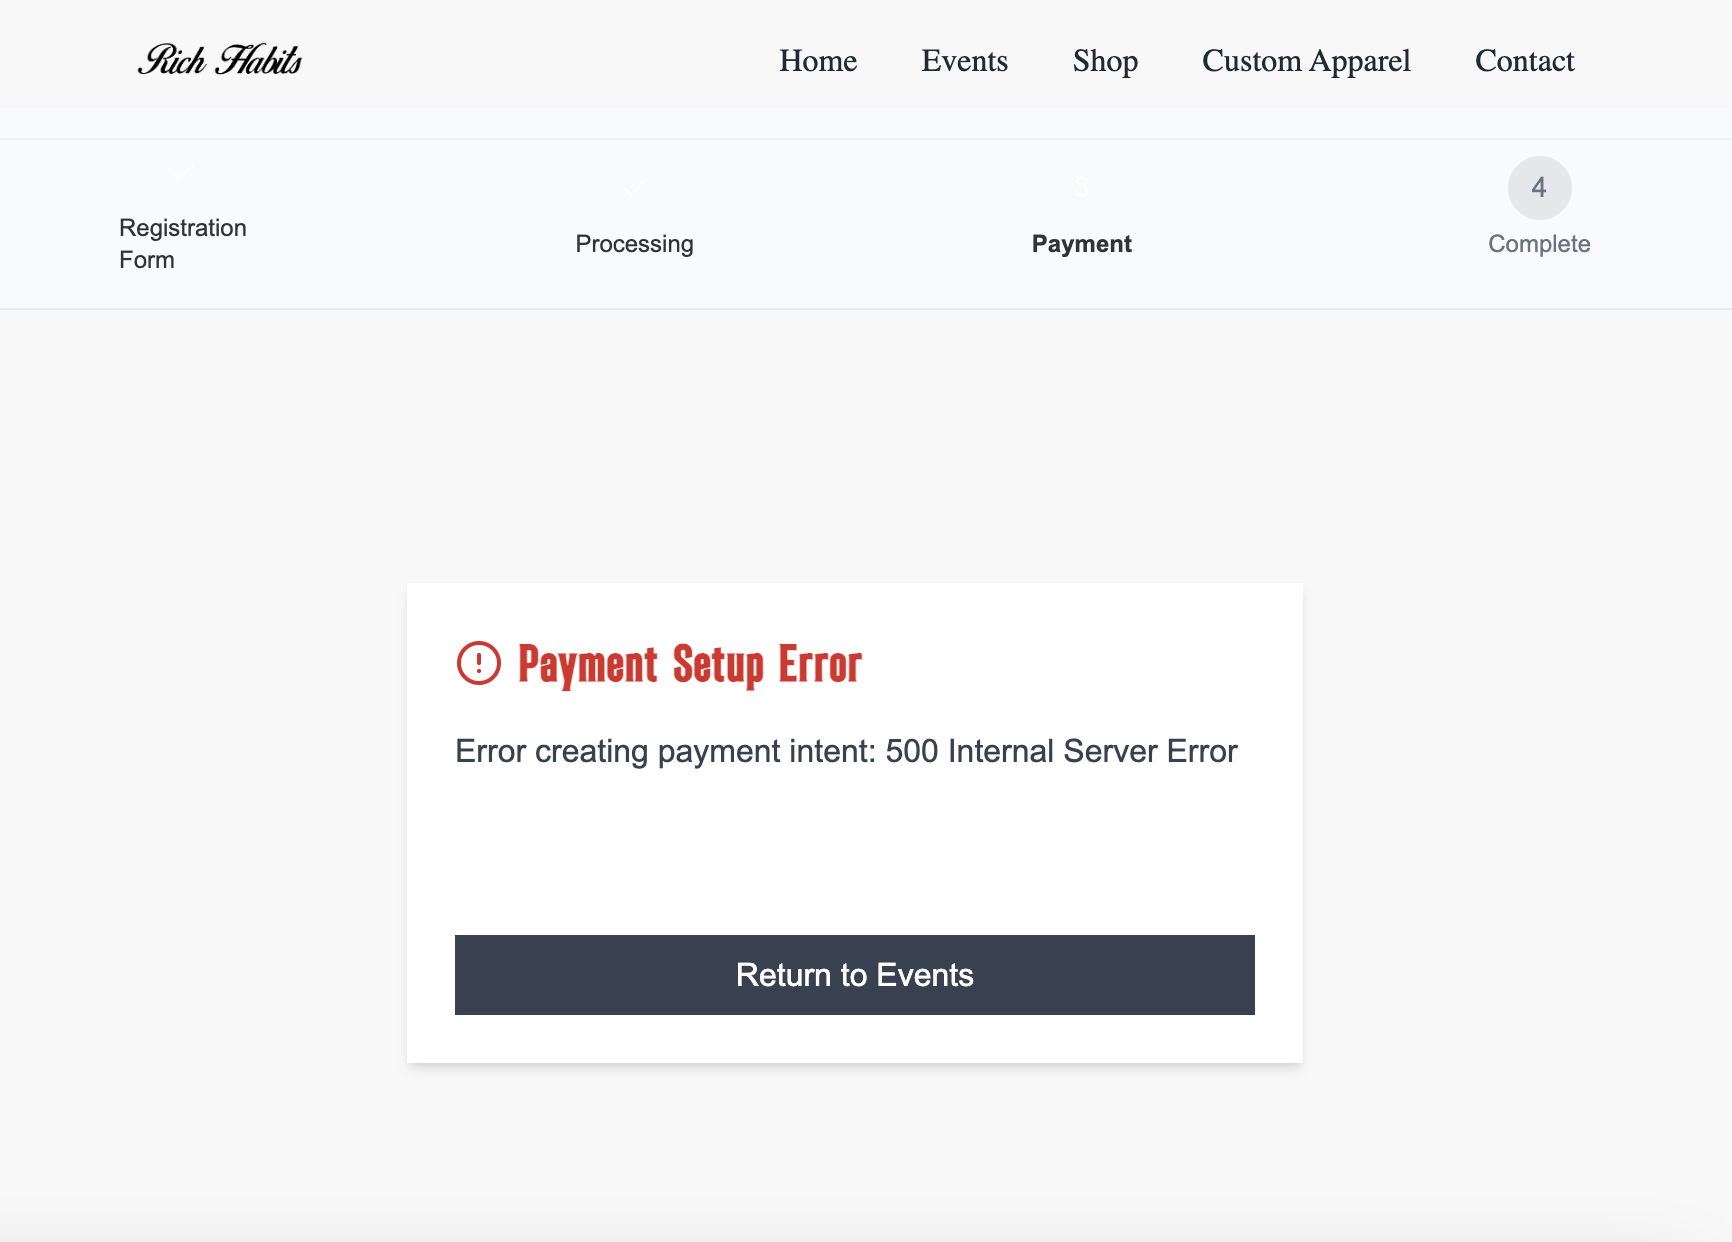 Rich Habits
Home Events Shop Custom Apparel Contact
Registration
Form
Processing
3
Payment
4
Complete
Payment Setup Error
Error creating payment intent: 500 Internal Server Error
Return to Events